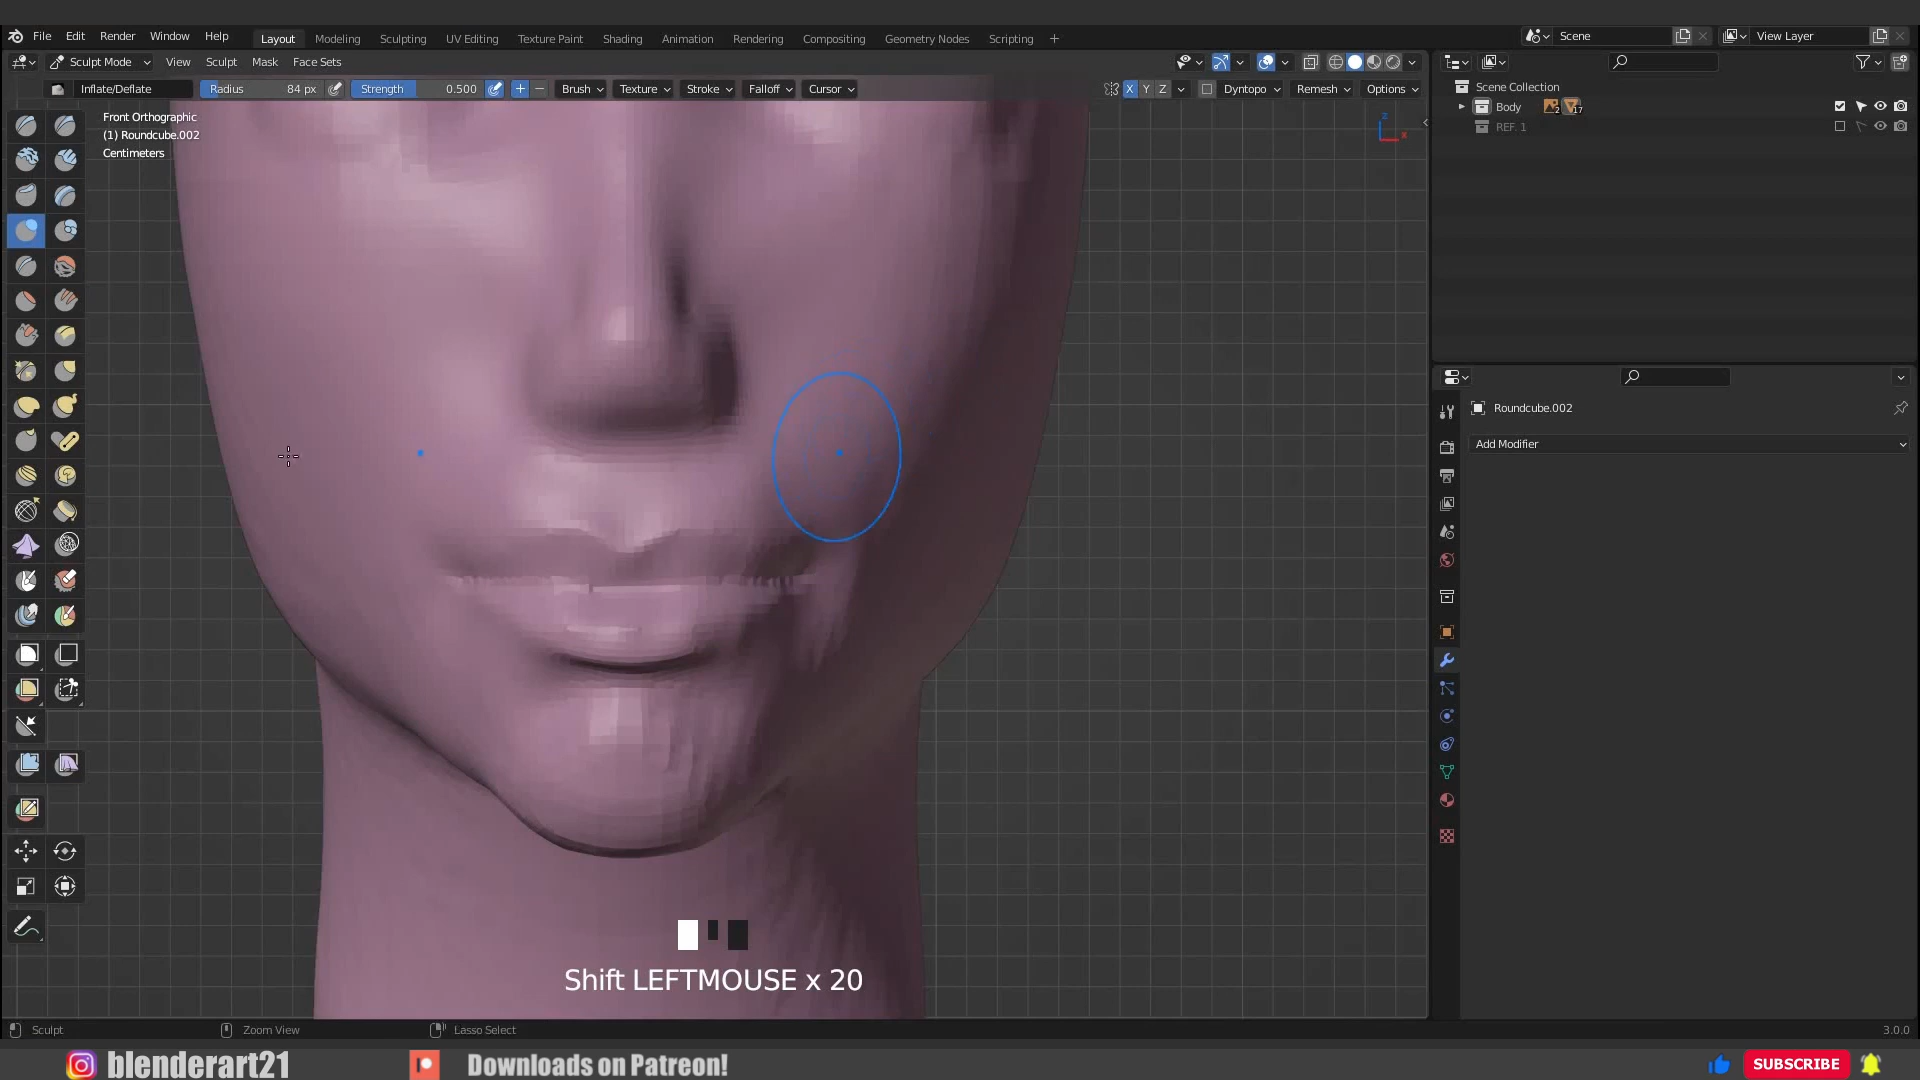 File Edit Render Window Help Layout Modeling Sculpting UV Editing Texture Paint Shading Animation Rendering Compositing Geometry Nodes Scripting + Scene View Layer
Sculpt Mode View Sculpt Mask Face Sets
Inflate/Deflate Radius 84 px Strength 0.500 + − Brush Texture Stroke Falloff Cursor X Y Z Dyntopo Remesh Options
Scene Collection
Body 2 17
REF. 1
Front Orthographic
(1) Roundcube.002
Centimeters
Z
X
Roundcube.002
Add Modifier
Shift LEFTMOUSE x 20
Sculpt Zoom View Lasso Select 3.0.0
blenderart21 Downloads on Patreon! SUBSCRIBE